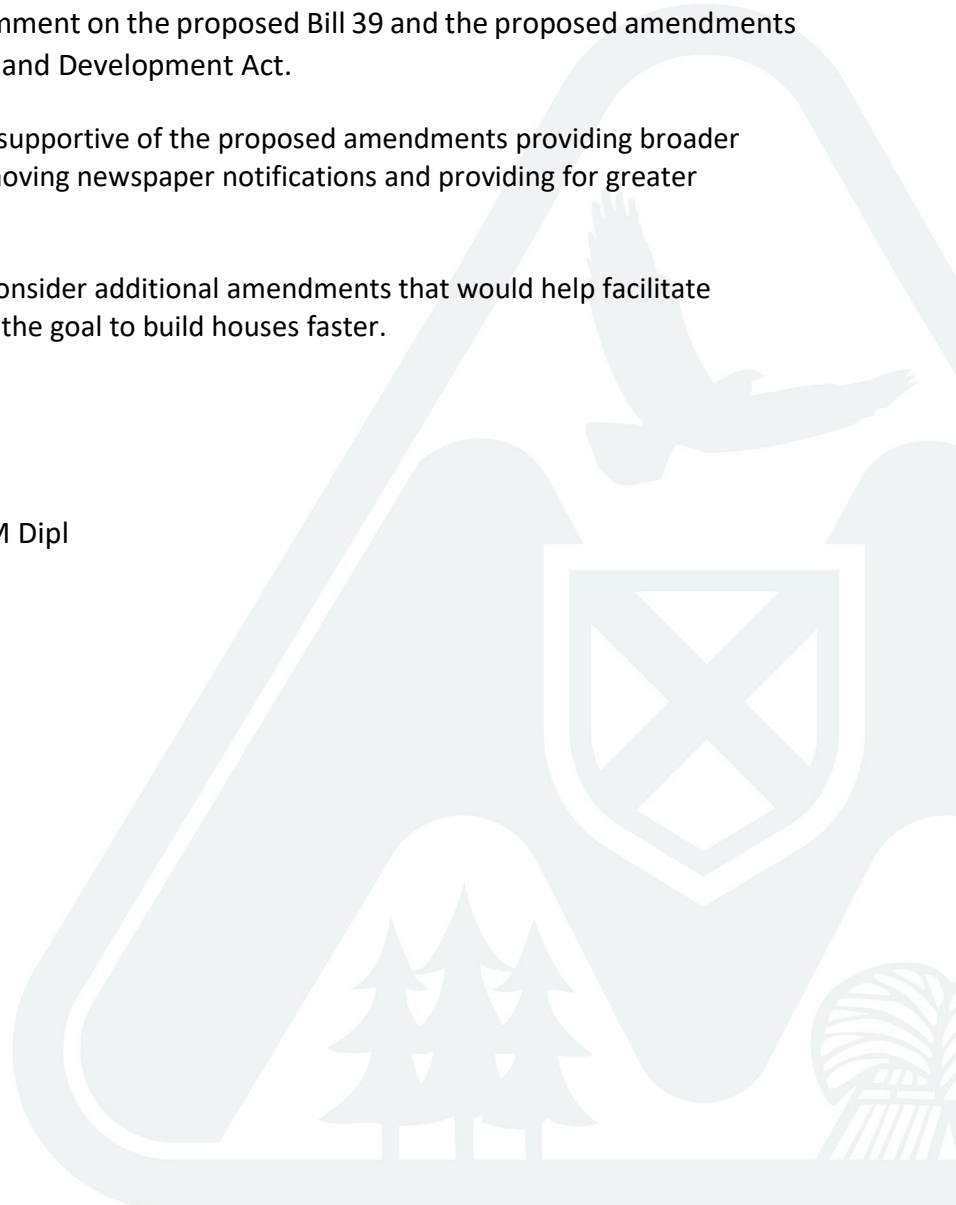 mment on the proposed Bill 39 and the proposed amendments
and Development Act.
supportive of the proposed amendments providing broader
noving newspaper notifications and providing for greater
onsider additional amendments that would help facilitate
the goal to build houses faster.
M Dipl